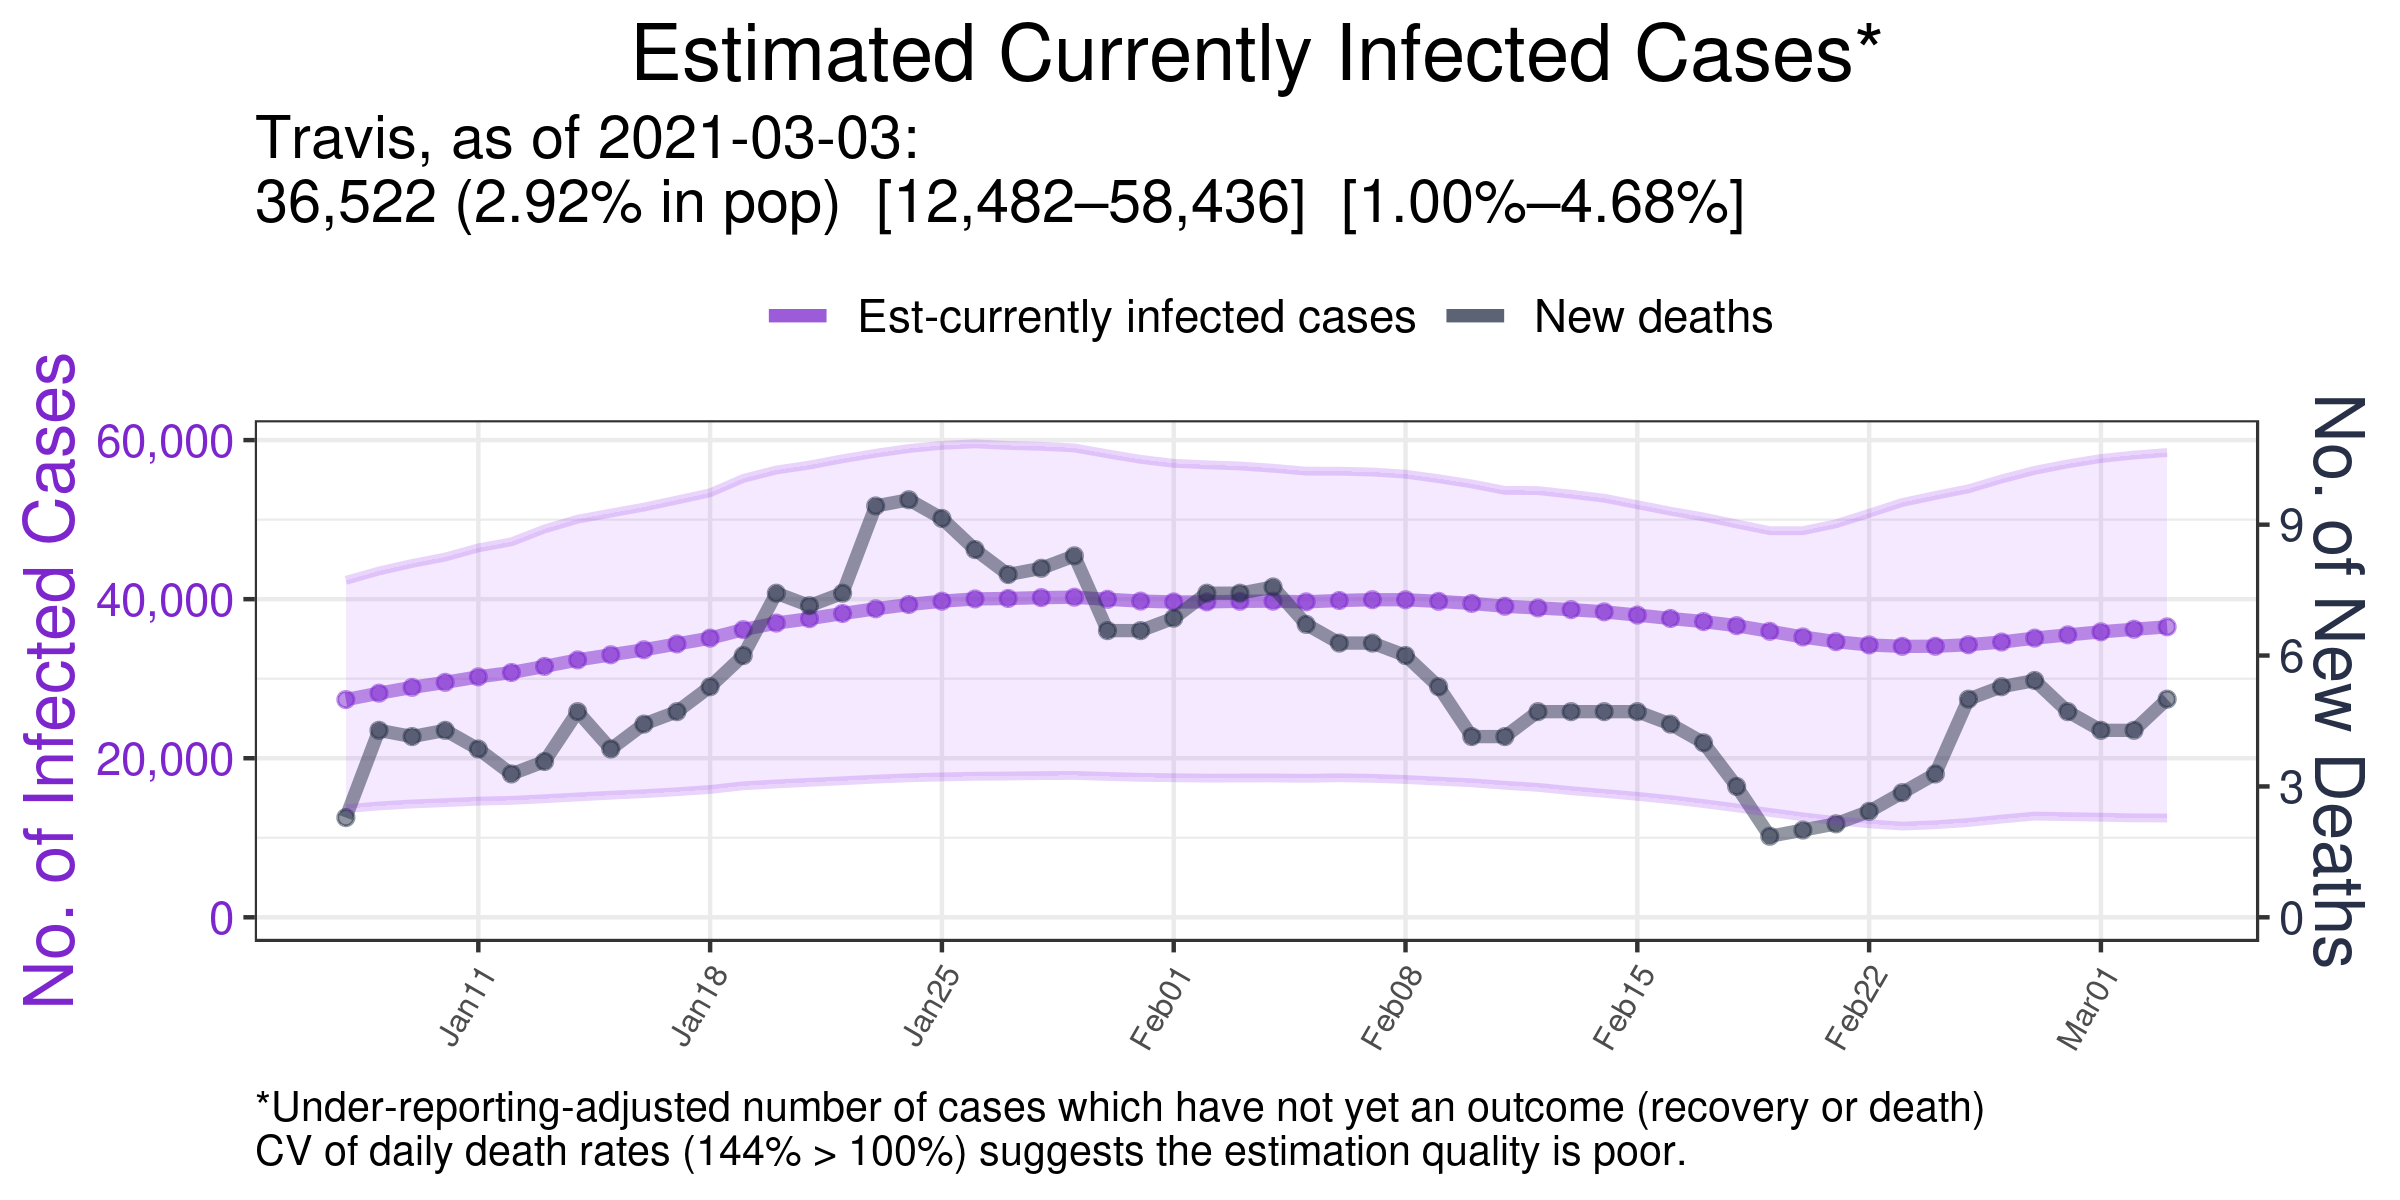 Estimated Currently Infected Cases*
Travis, as of 2021-03-03:
36,522 (2.92% in pop)  [12,482–58,436]  [1.00%–4.68%]
Est-currently infected cases
New deaths
No. of Infected Cases
60,000
40,000
20,000
0
No. of New Deaths
9
6
3
0
Jan11
Jan18
Jan25
Feb01
Feb08
Feb15
Feb22
Mar01
*Under-reporting-adjusted number of cases which have not yet an outcome (recovery or death)
CV of daily death rates (144% > 100%) suggests the estimation quality is poor.